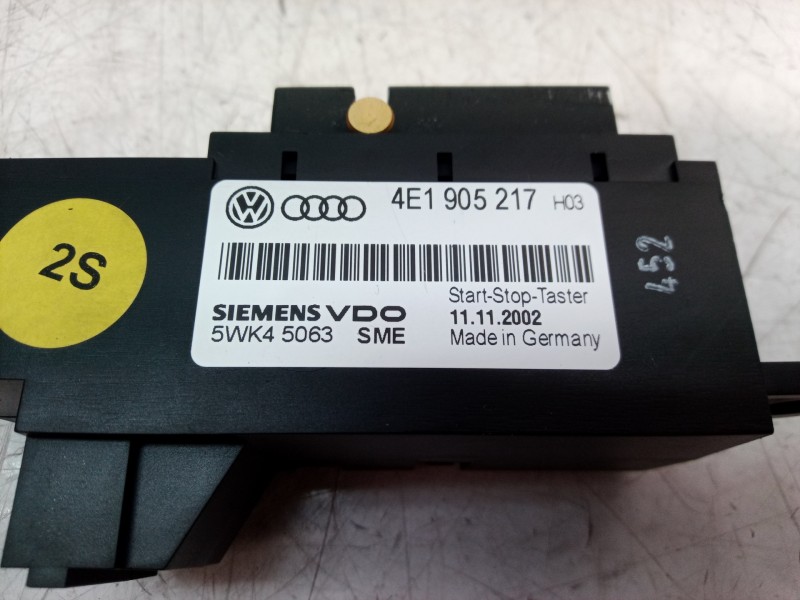 4E1 905 217 H03
2S
452
SIEMENS VDO
5WK4 5063 SME
Start-Stop-Taster
11.11.2002
Made in Germany